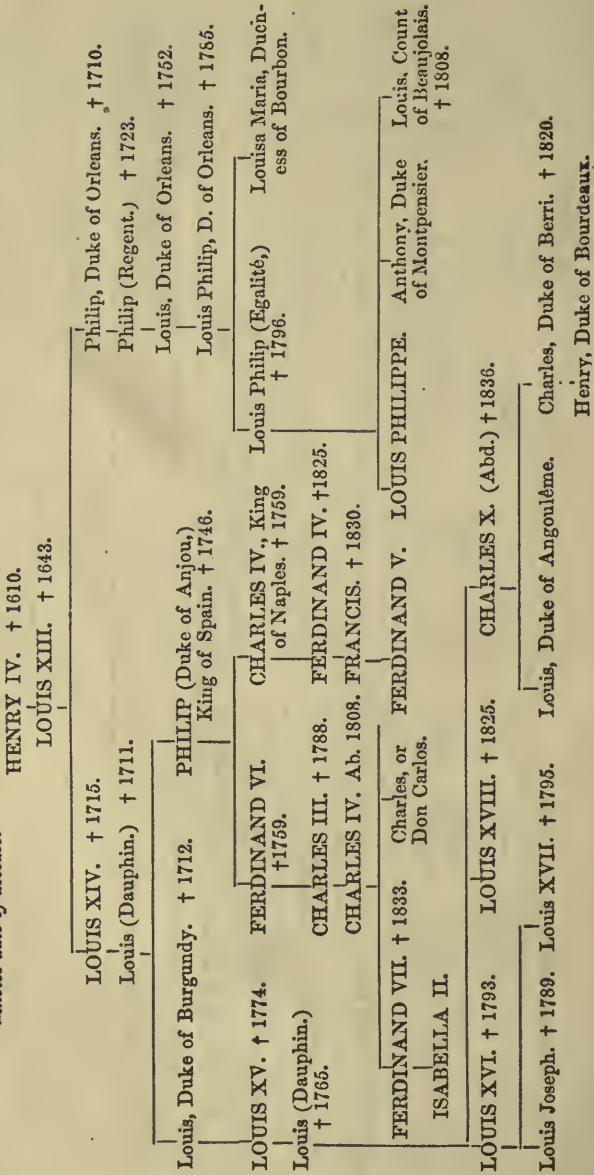 HENRY IV. † 1610.
LOUIS XIII. † 1643.
LOUIS XIV. † 1715.
Louis (Dauphin.) † 1711.
Philip, Duke of Orleans. † 1710.
Philip (Regent.) † 1723.
Louis, Duke of Orleans. † 1752.
Louis Philip, D. of Orleans. † 1785.
Louis, Duke of Burgundy. † 1712.
PHILIP (Duke of Anjou,)
King of Spain. † 1746.
Louis Philip (Egalité,)
† 1796.
Louisa Maria, Duch-
ess of Bourbon.
LOUIS XV. † 1774.
Louis (Dauphin.)
† 1765.
FERDINAND VI.
†1759.
CHARLES III. † 1788.
CHARLES IV. Ab. 1808.
CHARLES IV., King
of Naples. † 1759.
FERDINAND IV. †1825.
FRANCIS. † 1830.
FERDINAND VII. † 1833.
ISABELLA II.
Charles, or
Don Carlos.
FERDINAND V.
LOUIS PHILIPPE.
Anthony, Duke
of Montpensier.
Louis, Count
of Beaujolais.
† 1808.
LOUIS XVI. † 1793.
LOUIS XVIII. † 1825.
CHARLES X. (Abd.) † 1836.
Louis Joseph. † 1789.
Louis XVII. † 1795.
Louis, Duke of Angoulême.
Charles, Duke of Berri. † 1820.
Henry, Duke of Bourdeaux.